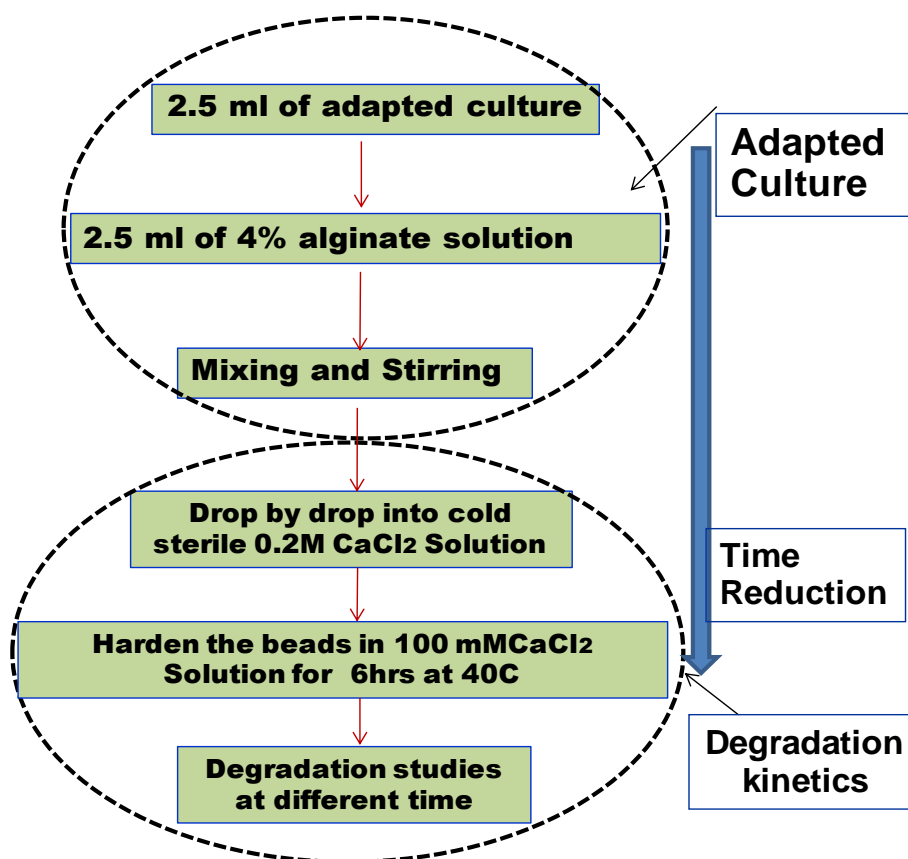 2.5 ml of adapted culture
Adapted
Culture
2.5 ml of 4% alginate solution
Mixing and Stirring
Drop by drop into cold
sterile 0.2M CaCl2 Solution
Time
Reduction
Harden the beads in 100 mMCaCl2
Solution for 6hrs at 40C
Degradation
kinetics
Degradation studies
at different time